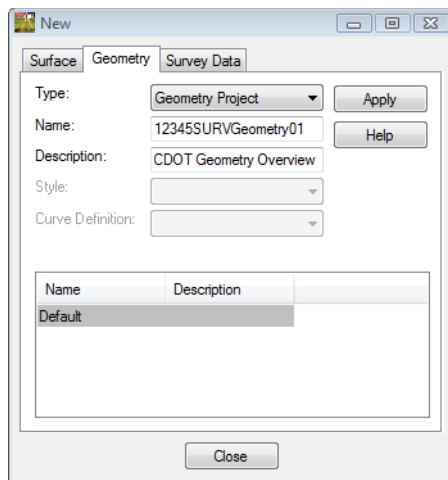 New
Surface Geometry Survey Data
Type: Geometry Project Apply
Name: 12345SURVGeometry01 Help
Description: CDOT Geometry Overview
Style:
Curve Definition:
Name Description
Default
Close